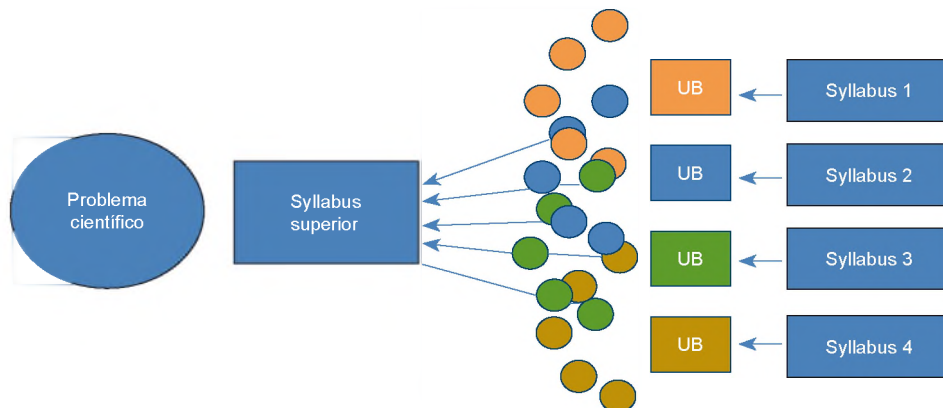 Problema
científico
Syllabus
superior
UB
Syllabus 1
UB
Syllabus 2
UB
Syllabus 3
UB
Syllabus 4